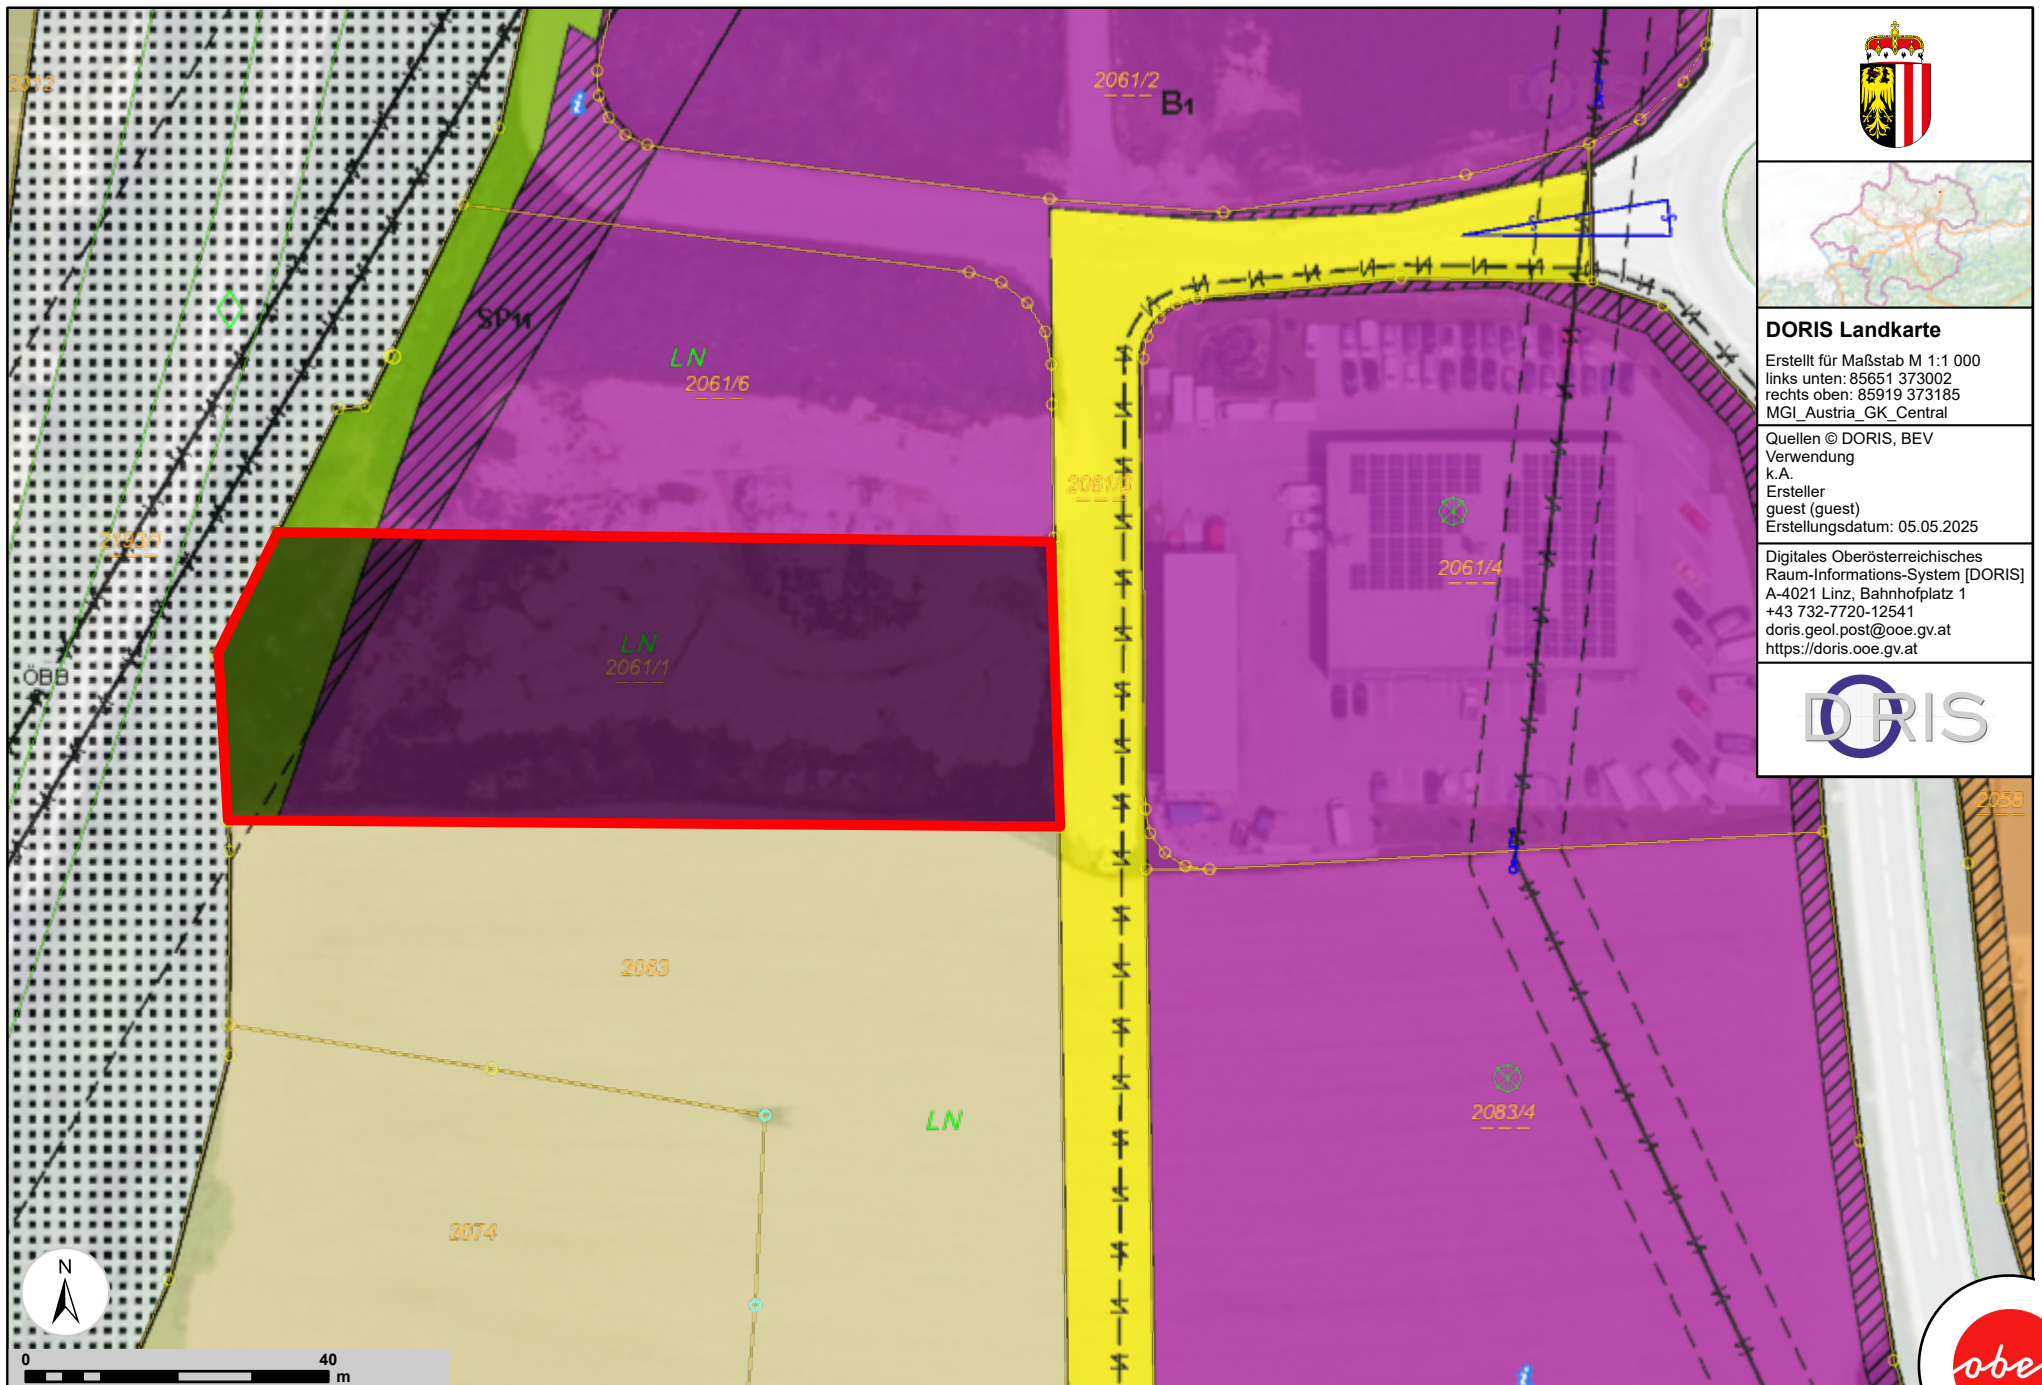 2012
2061/2
B1
SP11
LN
2061/6
2061/3
2193/1
2061/4
LN
2061/1
ÖBB
2058
2083
LN
2083/4
2074
N
0 40
m
DORIS Landkarte
Erstellt für Maßstab M 1:1 000
links unten: 85651 373002
rechts oben: 85919 373185
MGI_Austria_GK_Central
Quellen © DORIS, BEV
Verwendung
k.A.
Ersteller
guest (guest)
Erstellungsdatum: 05.05.2025
Digitales Oberösterreichisches
Raum-Informations-System [DORIS]
A-4021 Linz, Bahnhofplatz 1
+43 732-7720-12541
doris.geol.post@ooe.gv.at
https://doris.ooe.gv.at
DORIS
obe